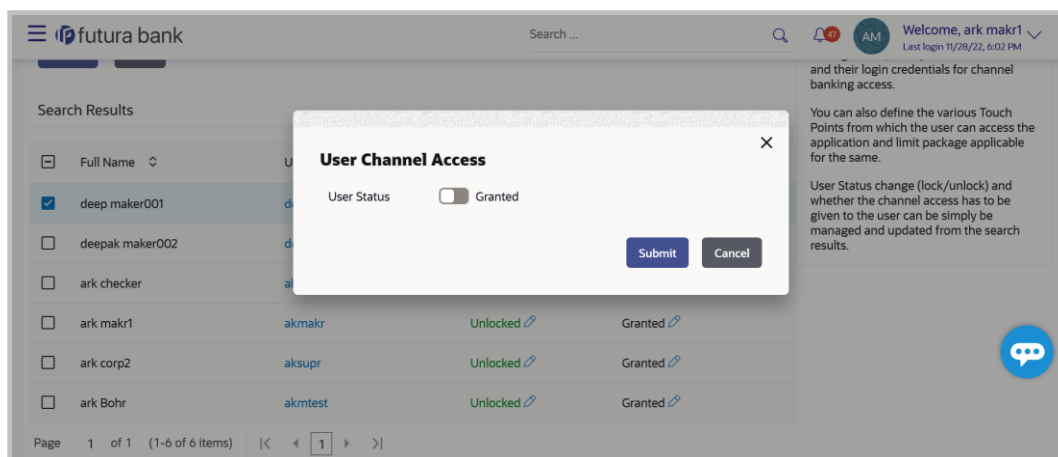 futura bank
Search ...
47
AM
Welcome, ark makr1
Last login 11/28/22, 6:02 PM
and their login credentials for channel
banking access.
You can also define the various Touch
Points from which the user can access the
application and limit package applicable
for the same.
User Status change (lock/unlock) and
whether the channel access has to be
given to the user can be simply be
managed and updated from the search
results.
Search Results
User Channel Access
User Status Granted
Submit Cancel
Full Name U
deep maker001 de
deepak maker002 de
ark checker
ark makr1 akmakr Unlocked Granted
ark corp2 aksupr Unlocked Granted
ark Bohr akmtest Unlocked Granted
Page 1 of 1 (1-6 of 6 items) 1